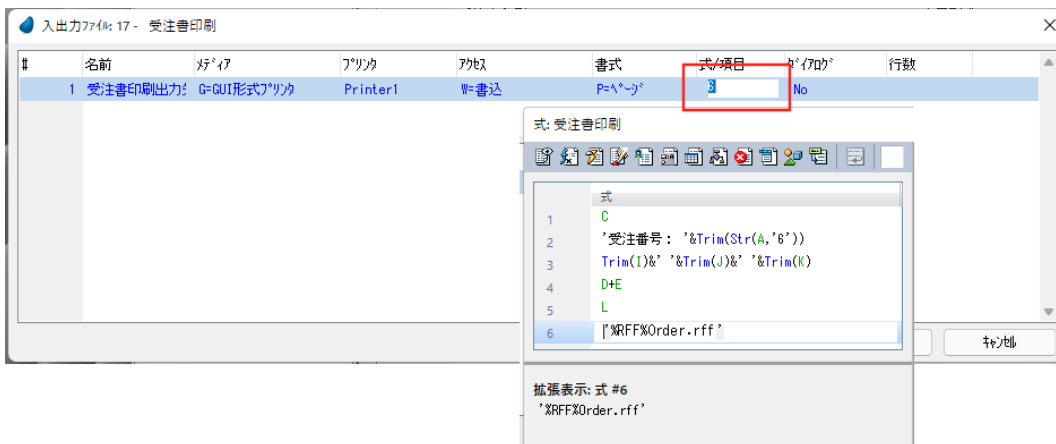 入出力ﾌｧｲﾙ: 17 - 受注書印刷
# 名前 ﾒﾃﾞｨｱ ﾌﾟﾘﾝﾀ ｱｸｾｽ 書式 式/項目 ﾀﾞｲｱﾛｸﾞ 行数
1 受注書印刷出力 G=GUI形式ﾌﾟﾘﾝﾀ Printer1 W=書込 P=ﾍﾟｰｼﾞ 6 No
式: 受注書印刷
式
1 C
2 '受注番号： '&Trim(Str(A,'6'))
3 Trim(I)&' '&Trim(J)&' '&Trim(K)
4 D+E
5 L
6 '%RFF%Order.rff'
ｷｬﾝｾﾙ
拡張表示: 式 #6
'%RFF%Order.rff'